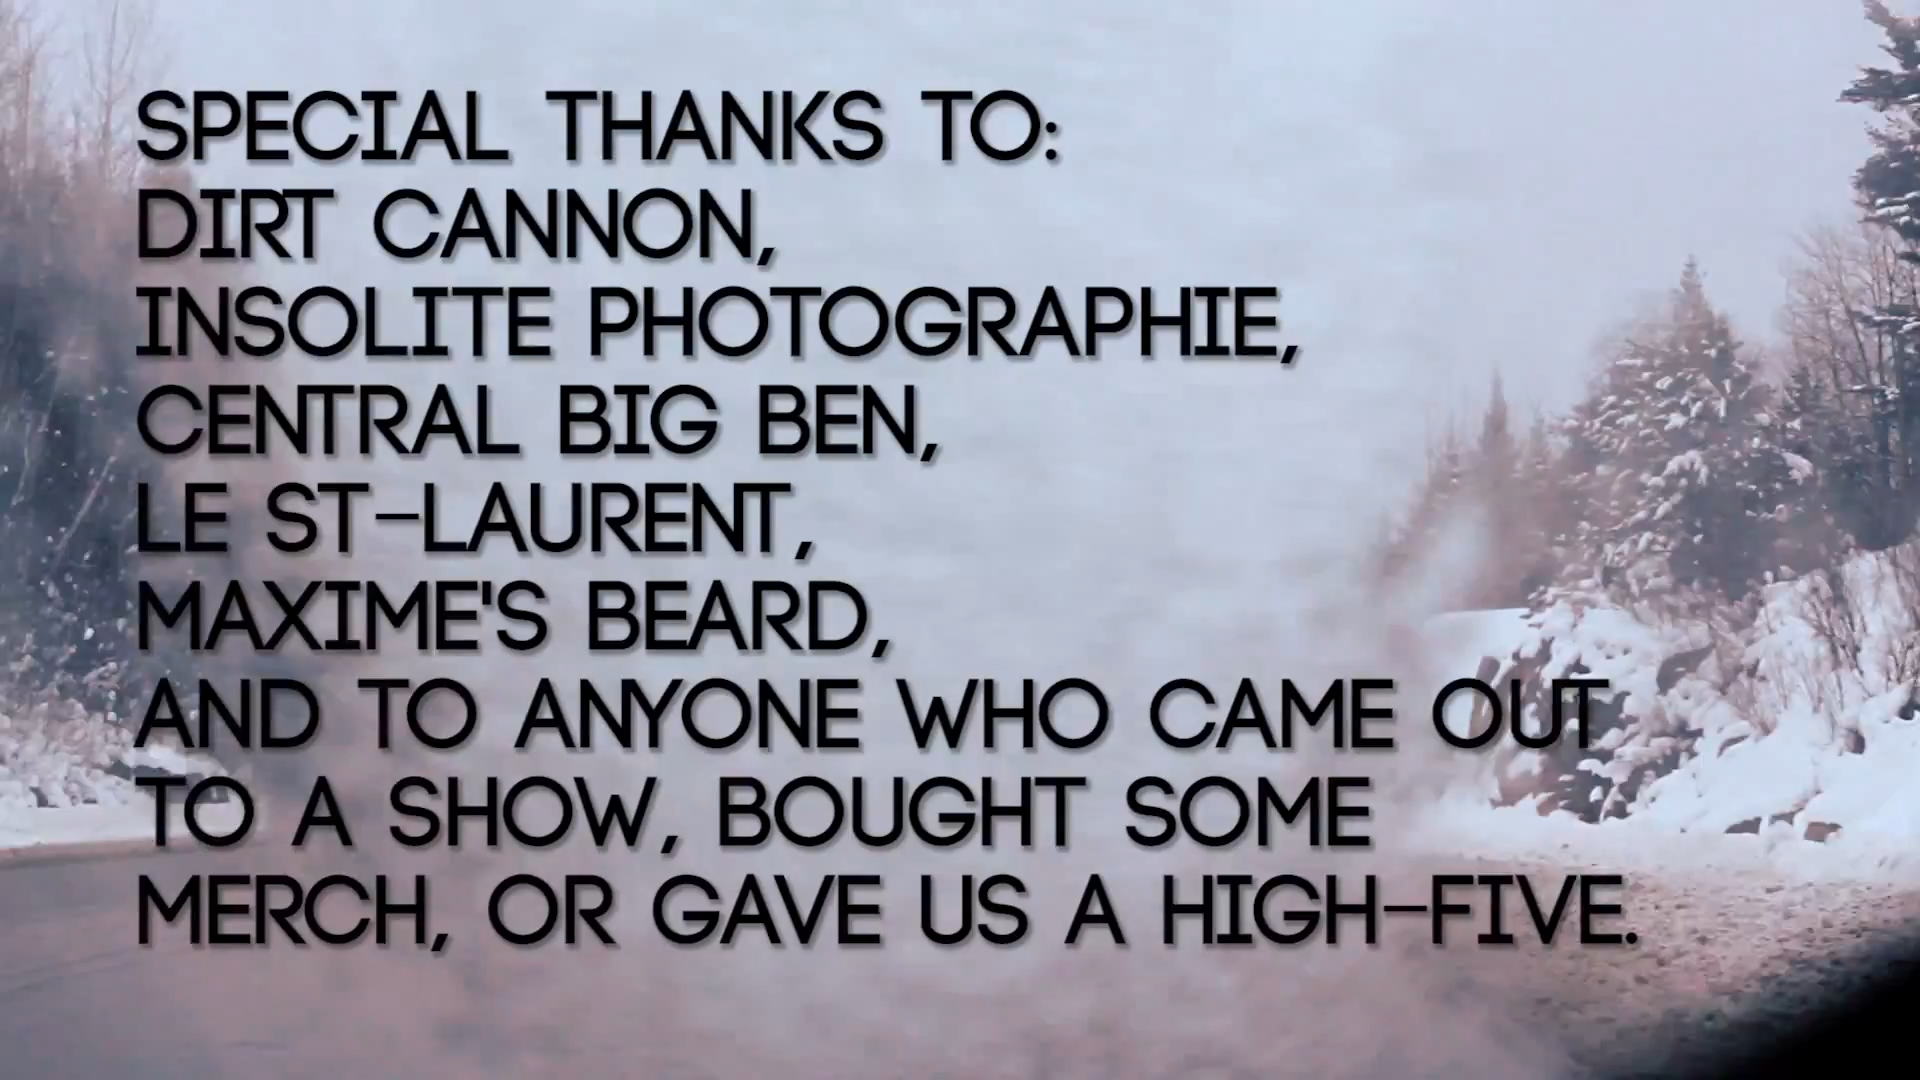 SPECIAL THANKS TO:
DIRT CANNON,
INSOLITE PHOTOGRAPHIE,
CENTRAL BIG BEN,
LE ST-LAURENT,
MAXIME'S BEARD,
AND TO ANYONE WHO CAME OUT
TO A SHOW, BOUGHT SOME
MERCH, OR GAVE US A HIGH-FIVE.